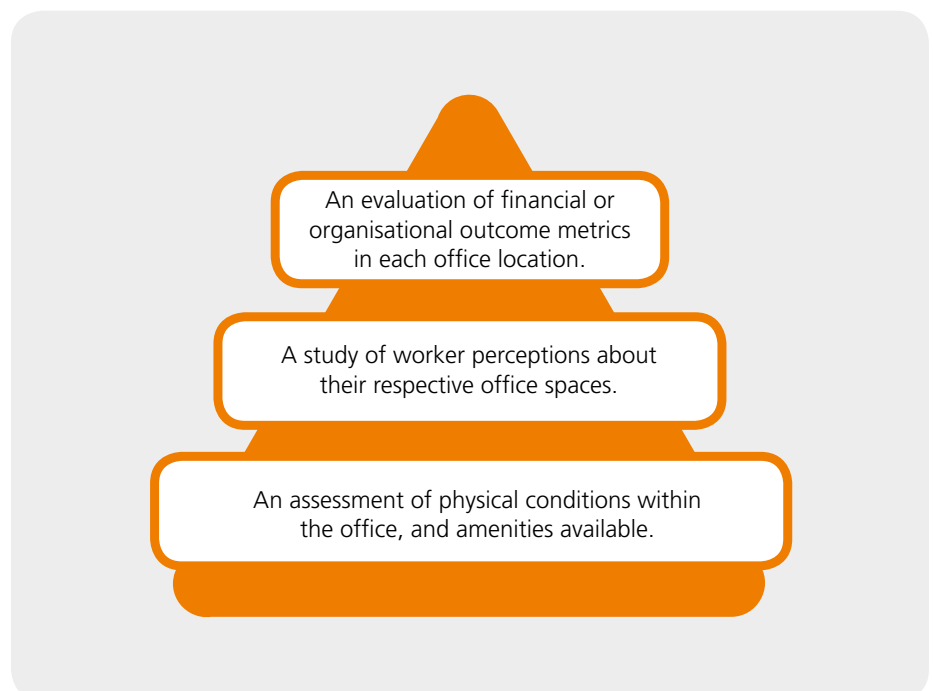 An evaluation of financial or
organisational outcome metrics
in each office location.
A study of worker perceptions about
their respective office spaces.
An assessment of physical conditions within
the office, and amenities available.